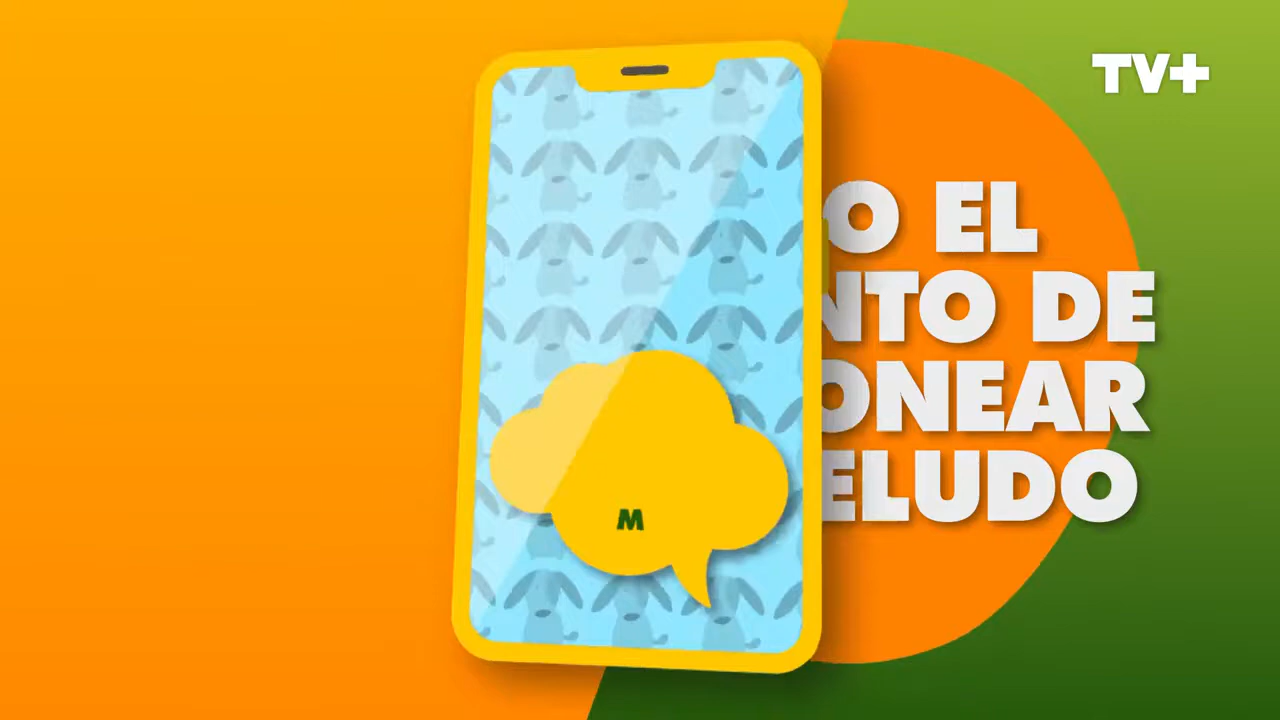 TV+
O EL
NTO DE
ONEAR
ELUDO
M